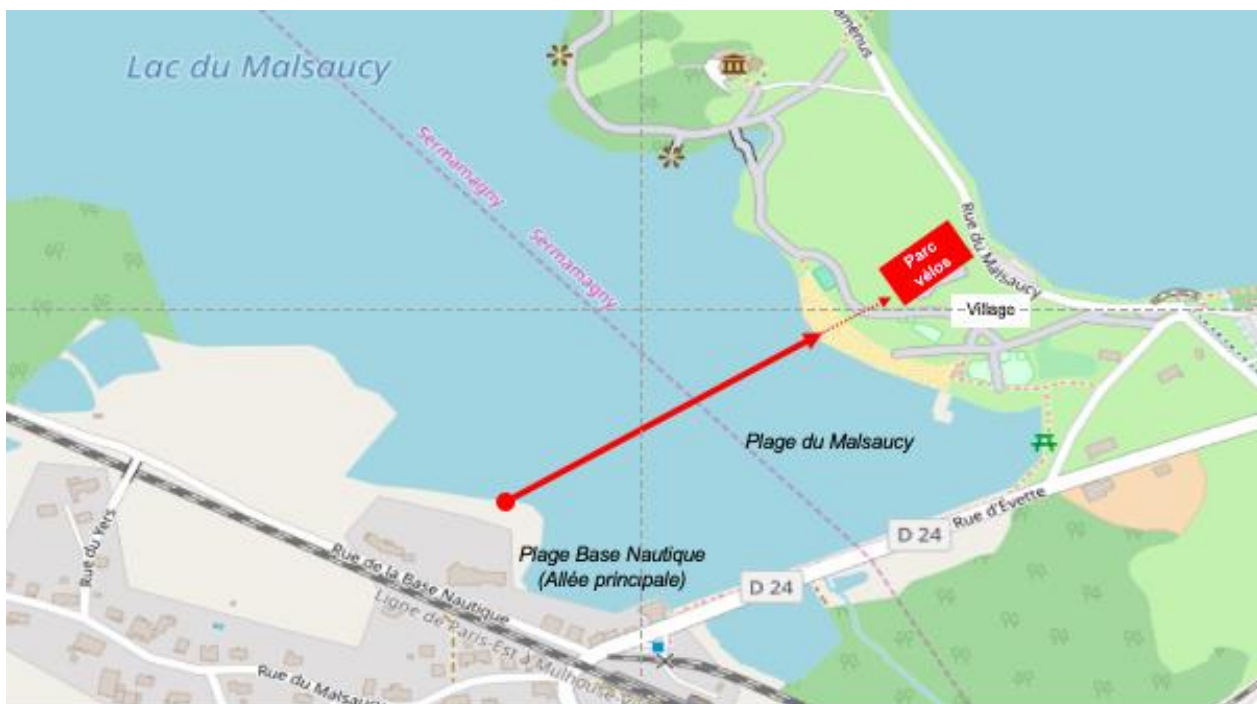 Lac du Malsaucy
Sermamagny
Sermamagny
Rue du Malsaucy
Parc
vélos
Village
Plage du Malsaucy
Plage Base Nautique
(Allée principale)
D 24
D 24
Rue d'Évette
Rue du Vers
Rue de la Base Nautique
Ligne de Paris-Est à Mulhouse-Vil
Rue du Malsaucy